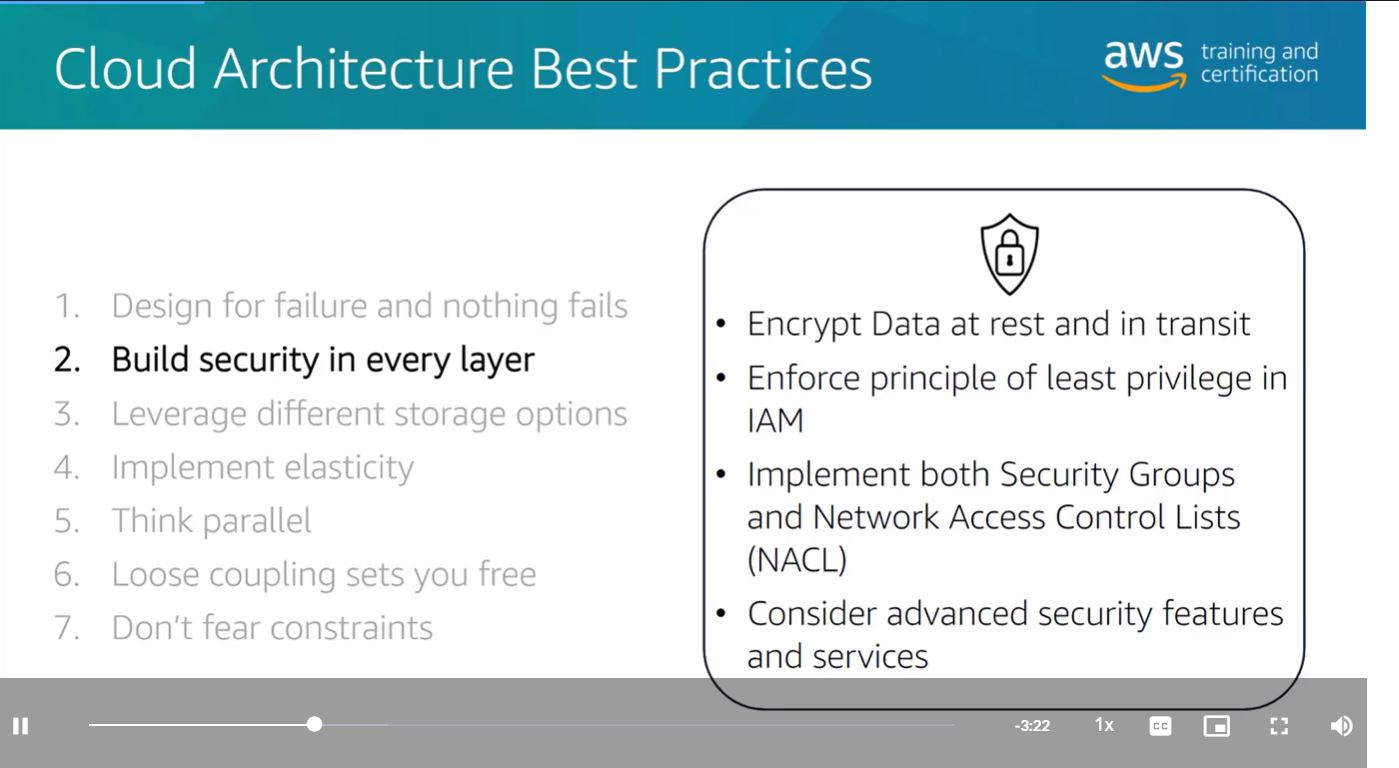 Cloud Architecture Best Practices
aws training and
certification
1. Design for failure and nothing fails
2. Build security in every layer
3. Leverage different storage options
4. Implement elasticity
5. Think parallel
6. Loose coupling sets you free
7. Don't fear constraints
• Encrypt Data at rest and in transit
• Enforce principle of least privilege in
IAM
• Implement both Security Groups
and Network Access Control Lists
(NACL)
• Consider advanced security features
and services
-3:22 1x CC